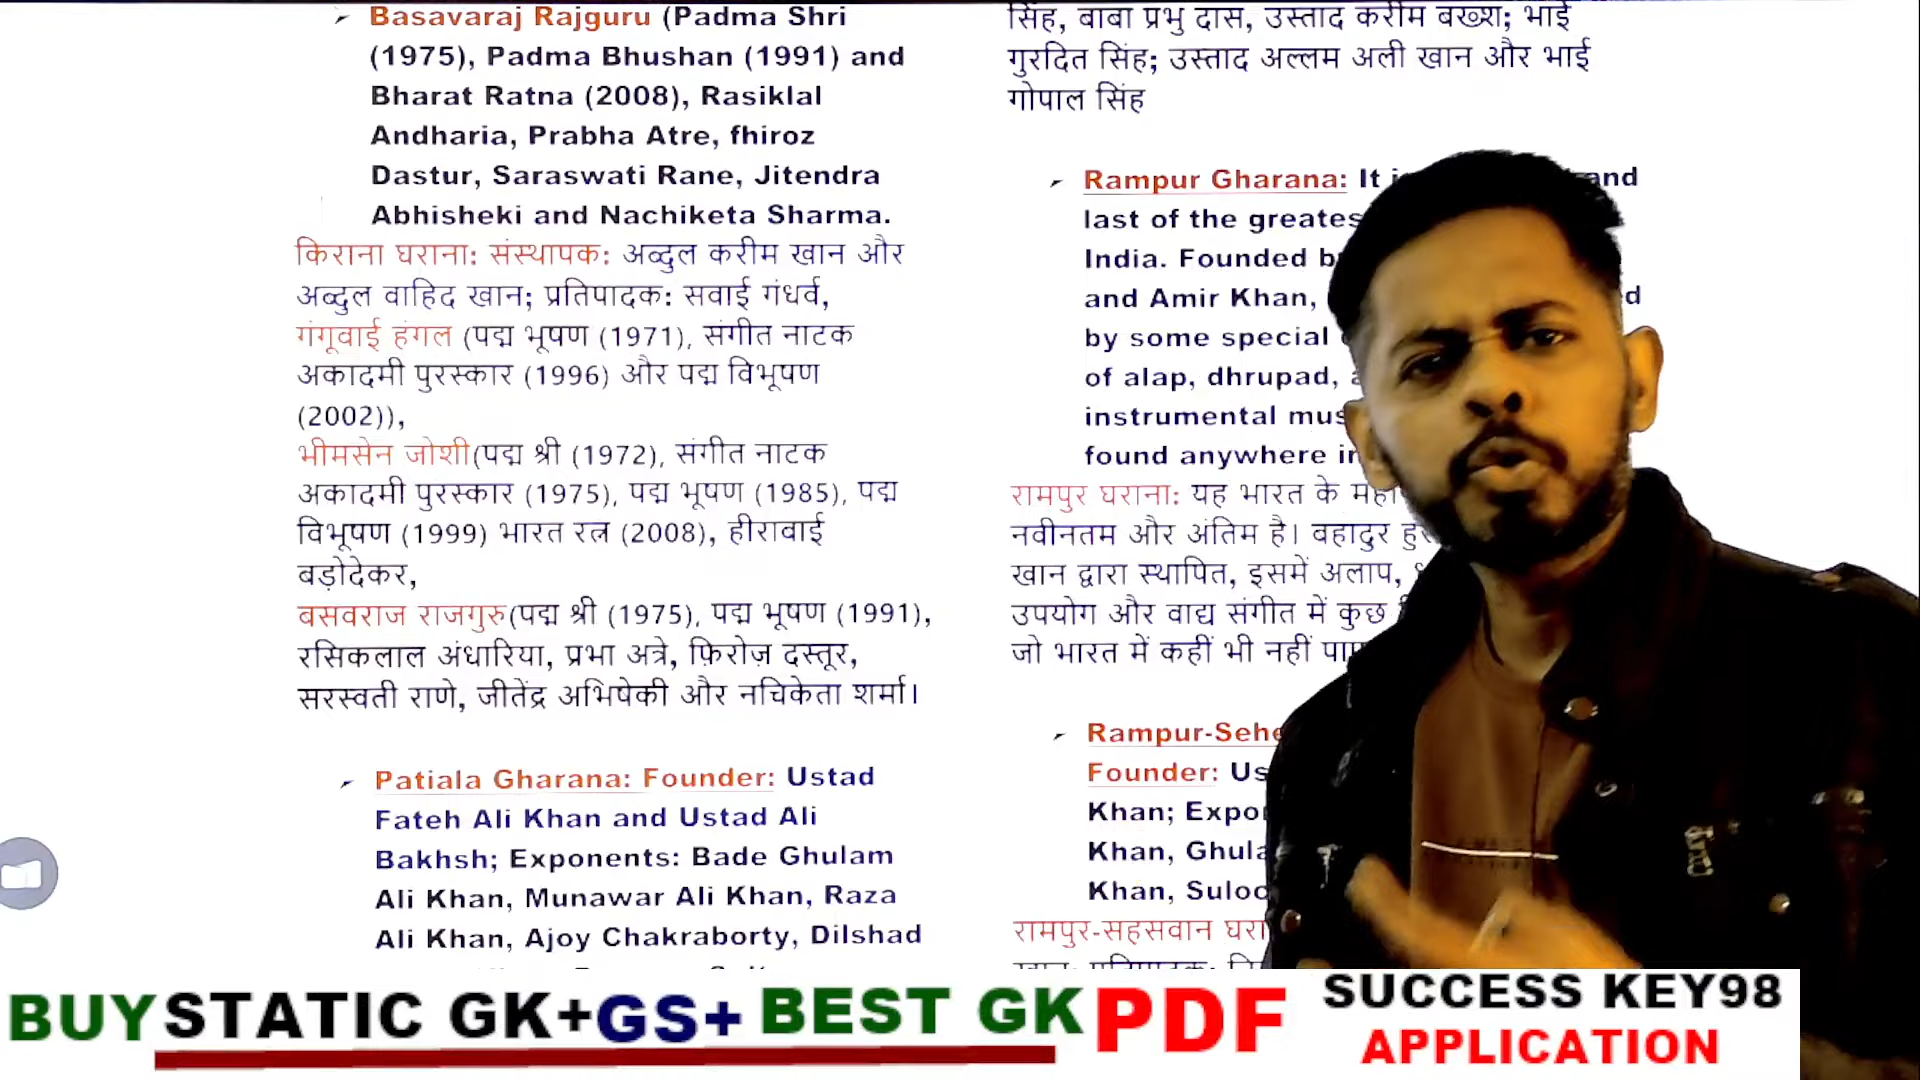 Basavaraj Rajguru (Padma Shri
(1975), Padma Bhushan (1991) and
Bharat Ratna (2008), Rasiklal
Andharia, Prabha Atre, fhiroz
Dastur, Saraswati Rane, Jitendra
Abhisheki and Nachiketa Sharma.
किराना घराना: संस्थापक: अब्दुल करीम खान और
अब्दुल वाहिद खान; प्रतिपादक: सवाई गंधर्व,
गंगूवाई हंगल (पद्म भूषण (1971), संगीत नाटक
अकादमी पुरस्कार (1996) और पद्म विभूषण
(2002)),
भीमसेन जोशी(पद्म श्री (1972), संगीत नाटक
अकादमी पुरस्कार (1975), पद्म भूषण (1985), पद्म
विभूषण (1999) भारत रत्न (2008), हीरावाई
बड़ोदेकर,
बसवराज राजगुरु(पद्म श्री (1975), पद्म भूषण (1991),
रसिकलाल अंधारिया, प्रभा अत्रे, फ़िरोज़ दस्तूर,
सरस्वती राणे, जीतेंद्र अभिषेकी और नचिकेता शर्मा।
Patiala Gharana: Founder: Ustad
Fateh Ali Khan and Ustad Ali
Bakhsh; Exponents: Bade Ghulam
Ali Khan, Munawar Ali Khan, Raza
Ali Khan, Ajoy Chakraborty, Dilshad
सिंह, बाबा प्रभु दास, उस्ताद करीम बख्श; भाई
गुरदित सिंह; उस्ताद अल्लम अली खान और भाई
गोपाल सिंह
Rampur Gharana: It and
last of the
India. Founded
and Amir Khan,
by some special
of alap, dhrupad,
instrumental
found anywhere
रामपुर घराना: यह भारत के
नवीनतम और अंतिम है। वहादुर
खान द्वारा स्थापित, इसमें अलाप,
उपयोग और वाद्य संगीत में कुछ
जो भारत में कहीं भी नहीं
Founder:
Khan;
Khan,
Khan,
रामपुर-सहसवान
BUY STATIC GK+GS+ BEST GK PDF
SUCCESS KEY98
APPLICATION